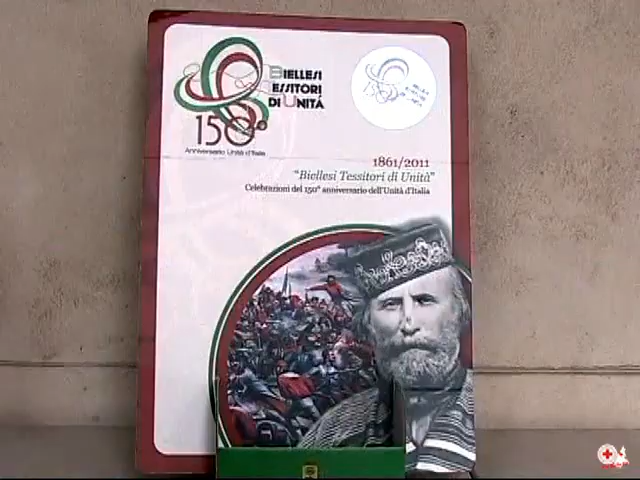 BIELLESI
TESSITORI
DI UNITÁ
150°
Anniversario Unità d'Italia
1861/2011
"Biellesi Tessitori di Unità"
Celebrazioni del 150° anniversario dell'Unità d'Italia